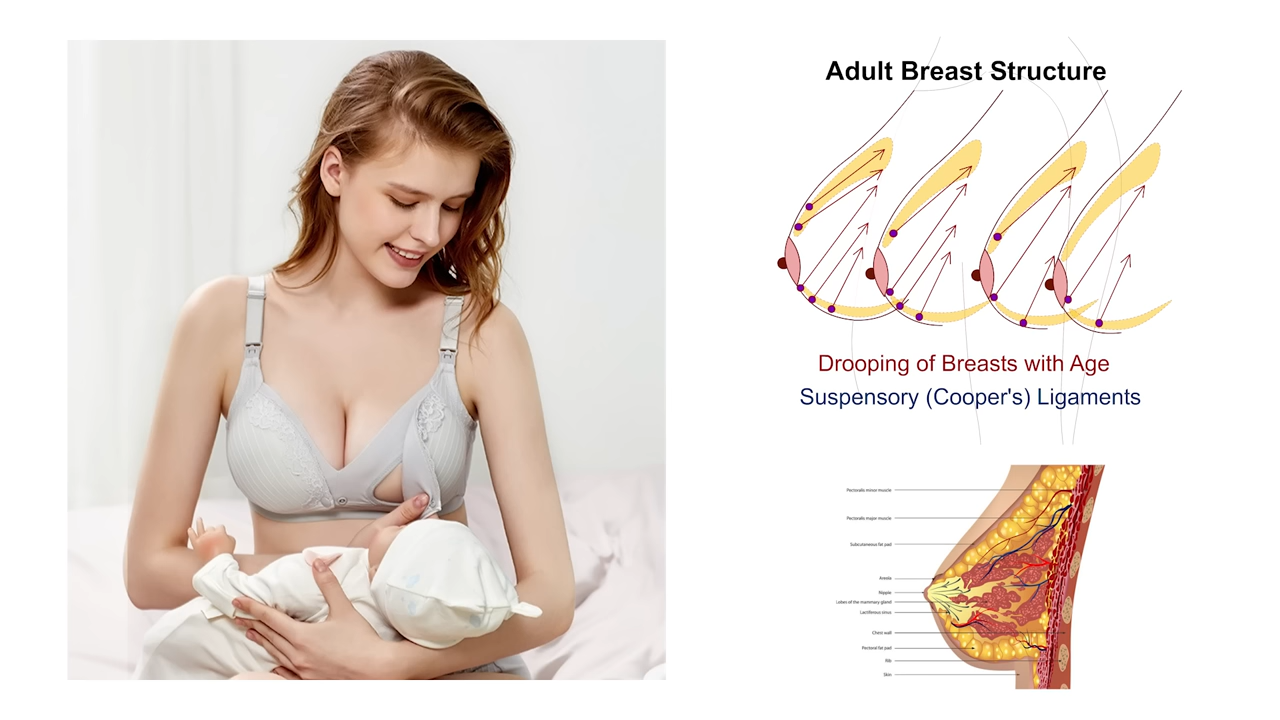 Adult Breast Structure
Drooping of Breasts with Age
Suspensory (Cooper's) Ligaments
Pectoralis minor muscle
Pectoralis major muscle
Subcutaneous fat pad
Areola
Nipple
Lobes of the mammary gland
Lactiferous sinus
Chest wall
Pectoral fat pad
Rib
Skin